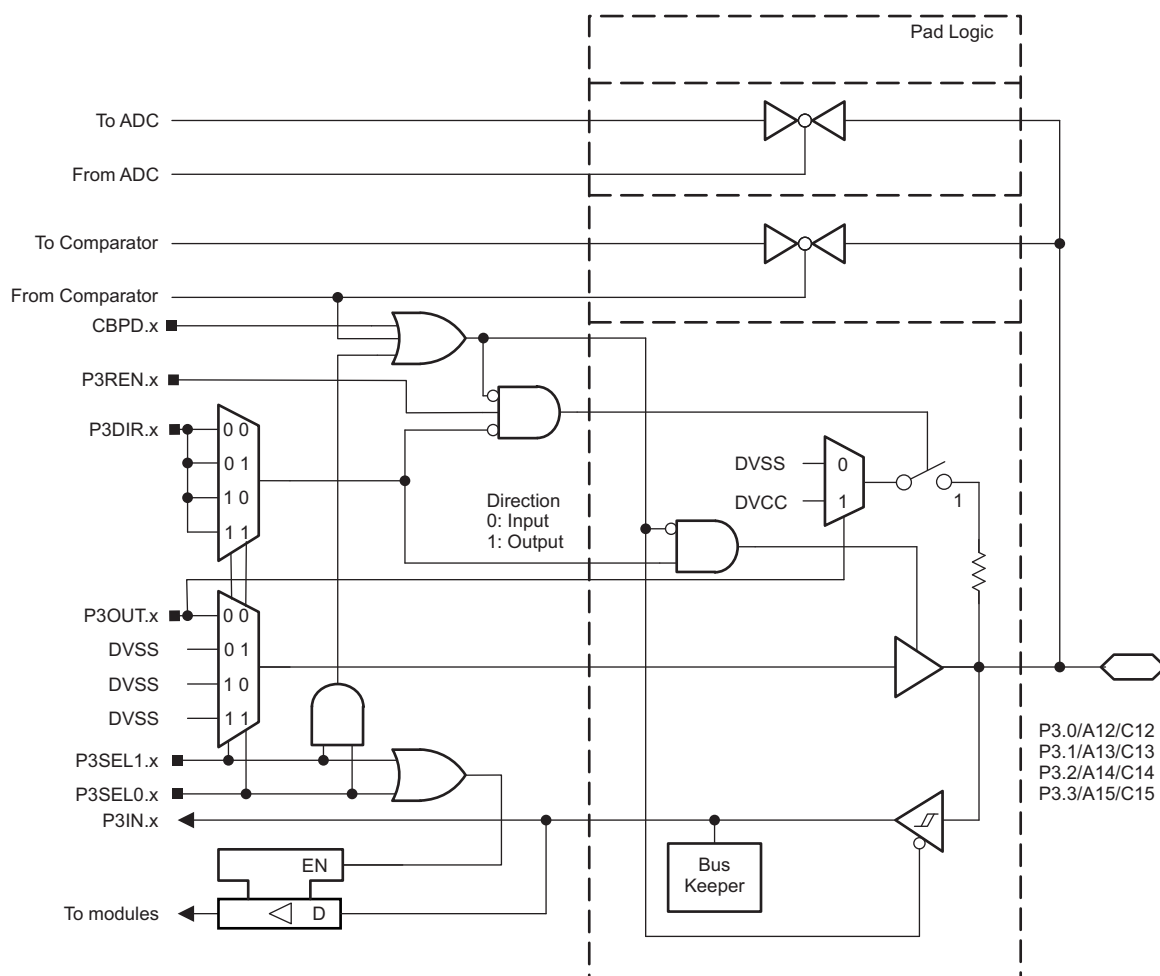 Pad Logic
To ADC
From ADC
To Comparator
From Comparator
CBPD.x
P3REN.x
P3DIR.x
0 0
0 1
1 0
1 1
Direction
0: Input
1: Output
DVSS
0
DVCC
1
1
P3OUT.x
0 0
DVSS
0 1
DVSS
1 0
DVSS
1 1
P3SEL1.x
P3SEL0.x
P3IN.x
P3.0/A12/C12
P3.1/A13/C13
P3.2/A14/C14
P3.3/A15/C15
Bus
Keeper
EN
To modules
D